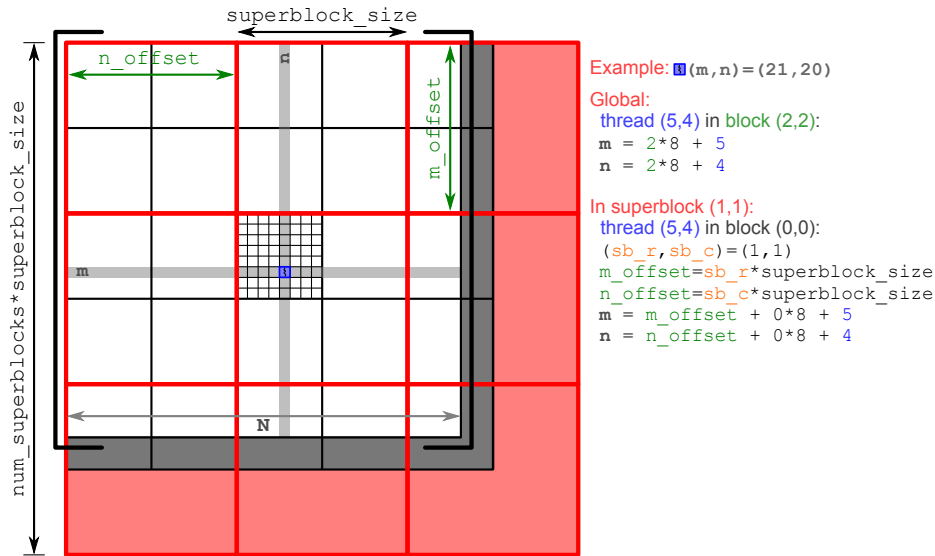 superblock_size
n_offset
n
m_offset
num_superblocks*superblock_size
m
N
Example: (m,n)=(21,20)
Global:
thread (5,4) in block (2,2):
m = 2*8 + 5
n = 2*8 + 4
In superblock (1,1):
thread (5,4) in block (0,0):
(sb_r,sb_c)=(1,1)
m_offset=sb_r*superblock_size
n_offset=sb_c*superblock_size
m = m_offset + 0*8 + 5
n = n_offset + 0*8 + 4